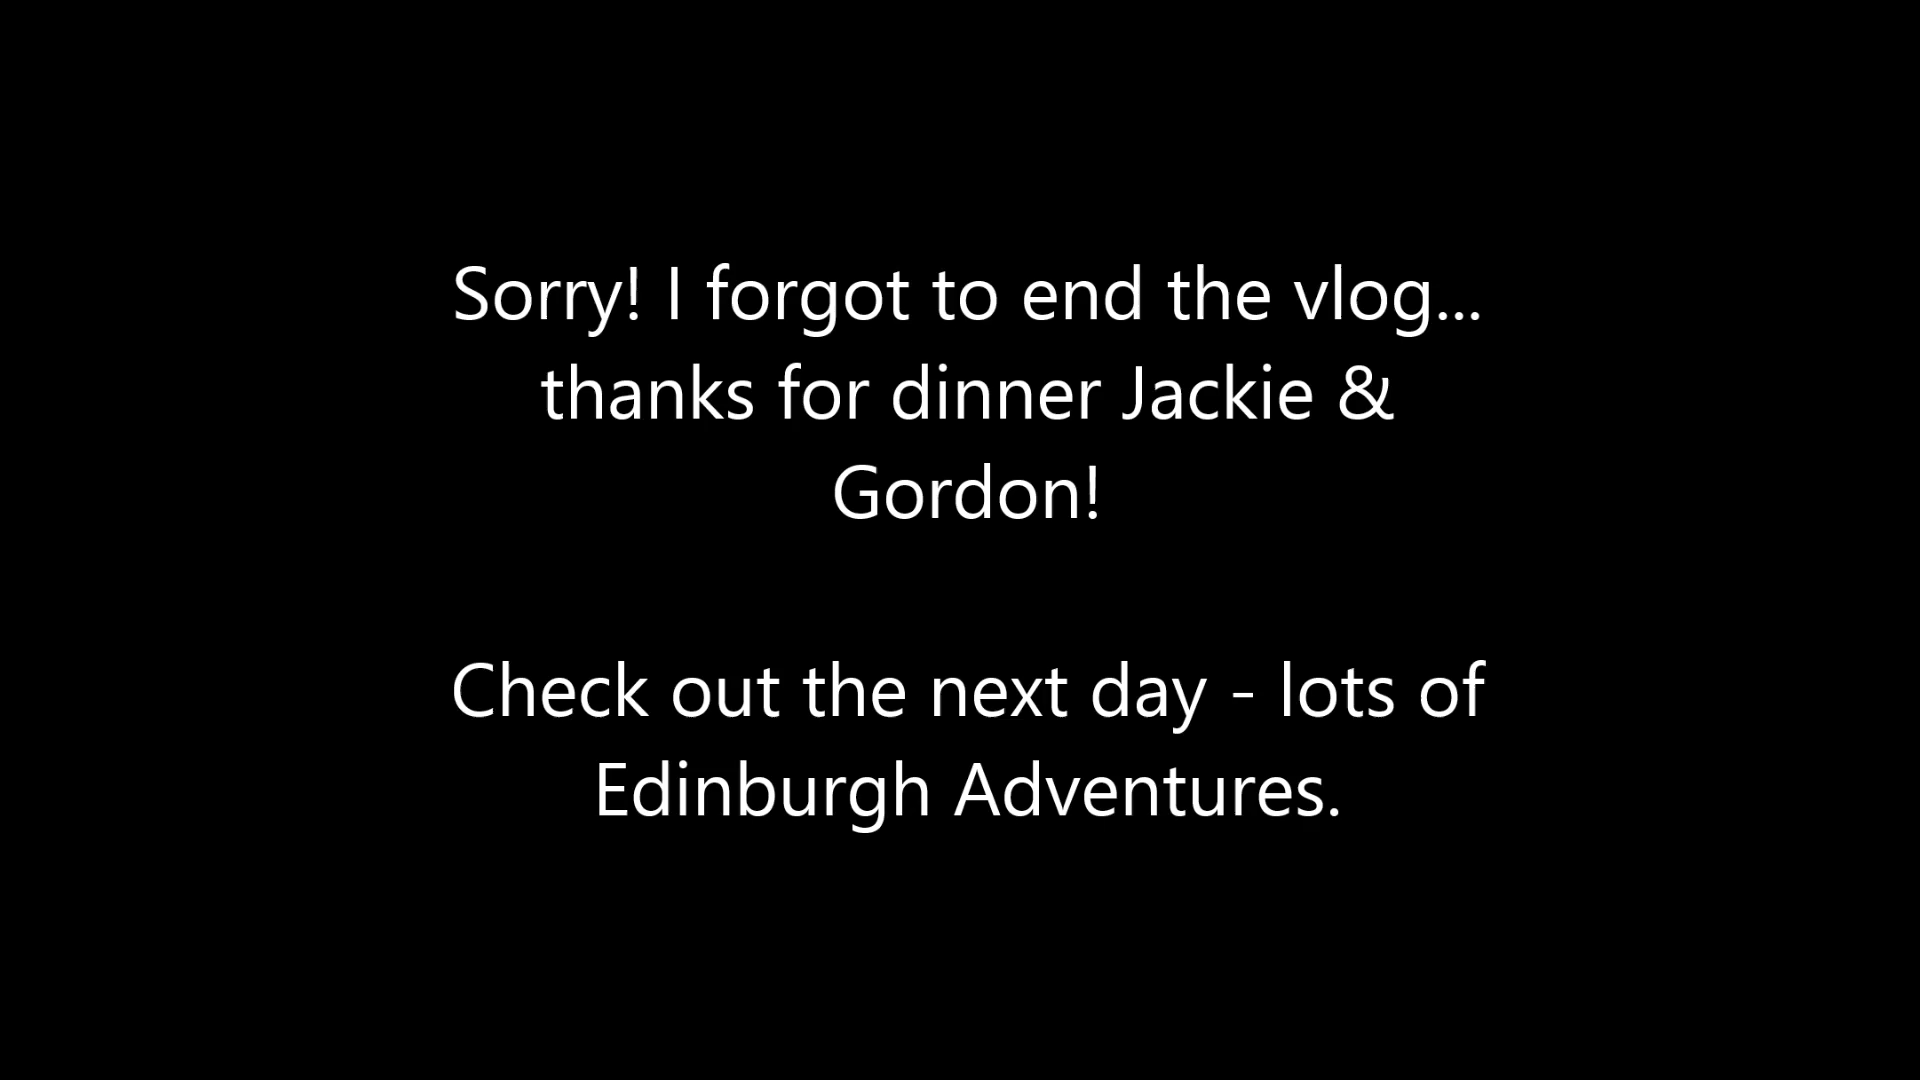 Sorry! I forgot to end the vlog...
thanks for dinner Jackie &
Gordon!
Check out the next day - lots of
Edinburgh Adventures.